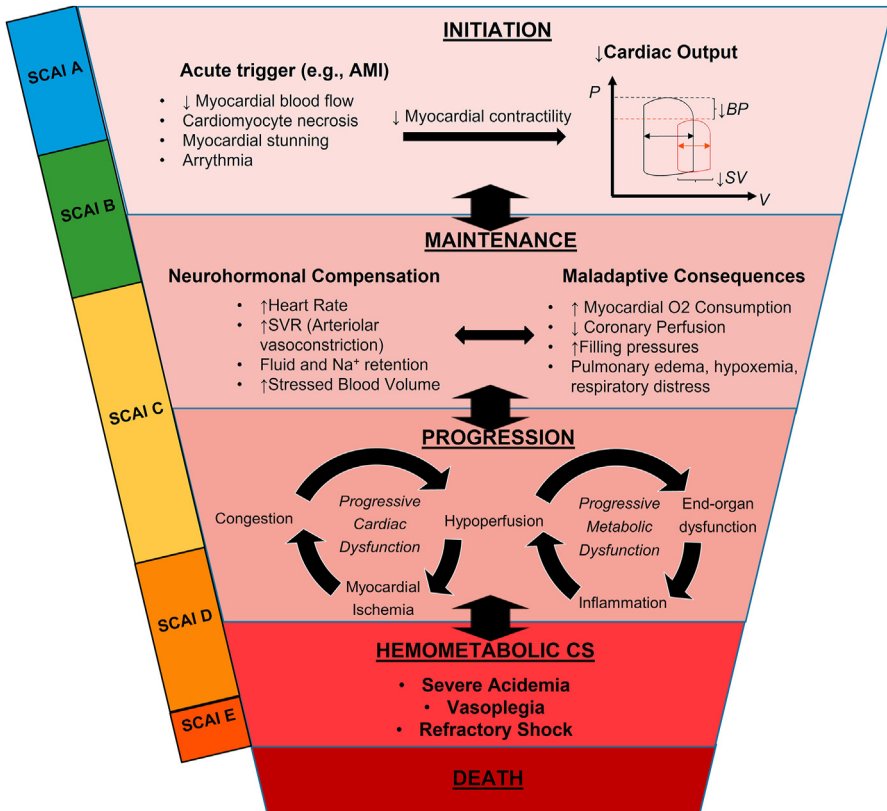 INITIATION
Acute trigger (e.g., AMI)
• ↓ Myocardial blood flow
• Cardiomyocyte necrosis
• Myocardial stunning
• Arrythmia
↓ Myocardial contractility
↓Cardiac Output
P
↓BP
↓SV
V
MAINTENANCE
Neurohormonal Compensation
• ↑Heart Rate
• ↑SVR (Arteriolar
vasoconstriction)
• Fluid and Na⁺ retention
• ↑Stressed Blood Volume
Maladaptive Consequences
• ↑ Myocardial O2 Consumption
• ↓ Coronary Perfusion
• ↑Filling pressures
• Pulmonary edema, hypoxemia,
respiratory distress
PROGRESSION
Congestion
Progressive
Cardiac
Dysfunction
Hypoperfusion
Myocardial
Ischemia
Progressive
Metabolic
Dysfunction
End-organ
dysfunction
Inflammation
HEMOMETABOLIC CS
• Severe Acidemia
• Vasoplegia
• Refractory Shock
DEATH
SCAI A
SCAI B
SCAI C
SCAI D
SCAI E